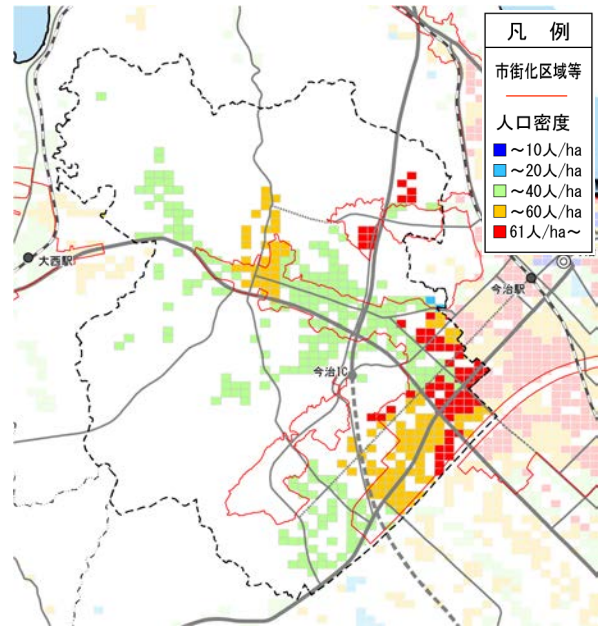 凡 例
市街化区域等
人口密度
～10人/ha
～20人/ha
～40人/ha
～60人/ha
61人/ha～
大西駅
今治駅
今治IC